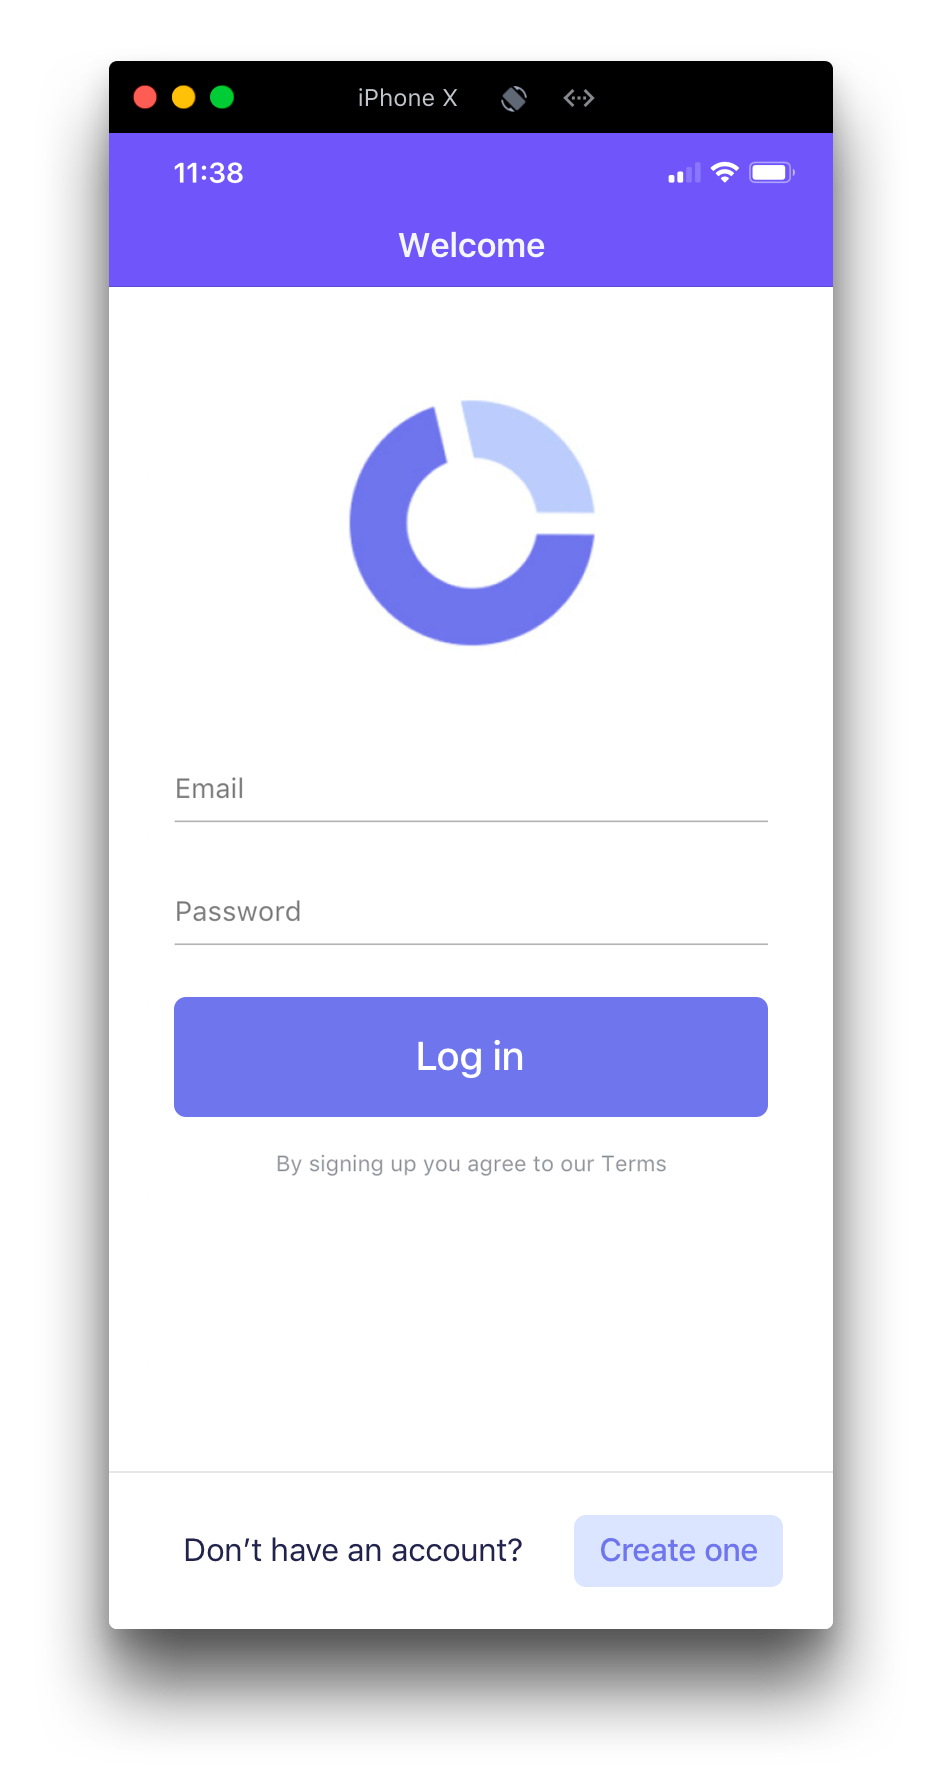 iPhone X
11:38
Welcome
Email
Password
Log in
By signing up you agree to our Terms
Don’t have an account?
Create one